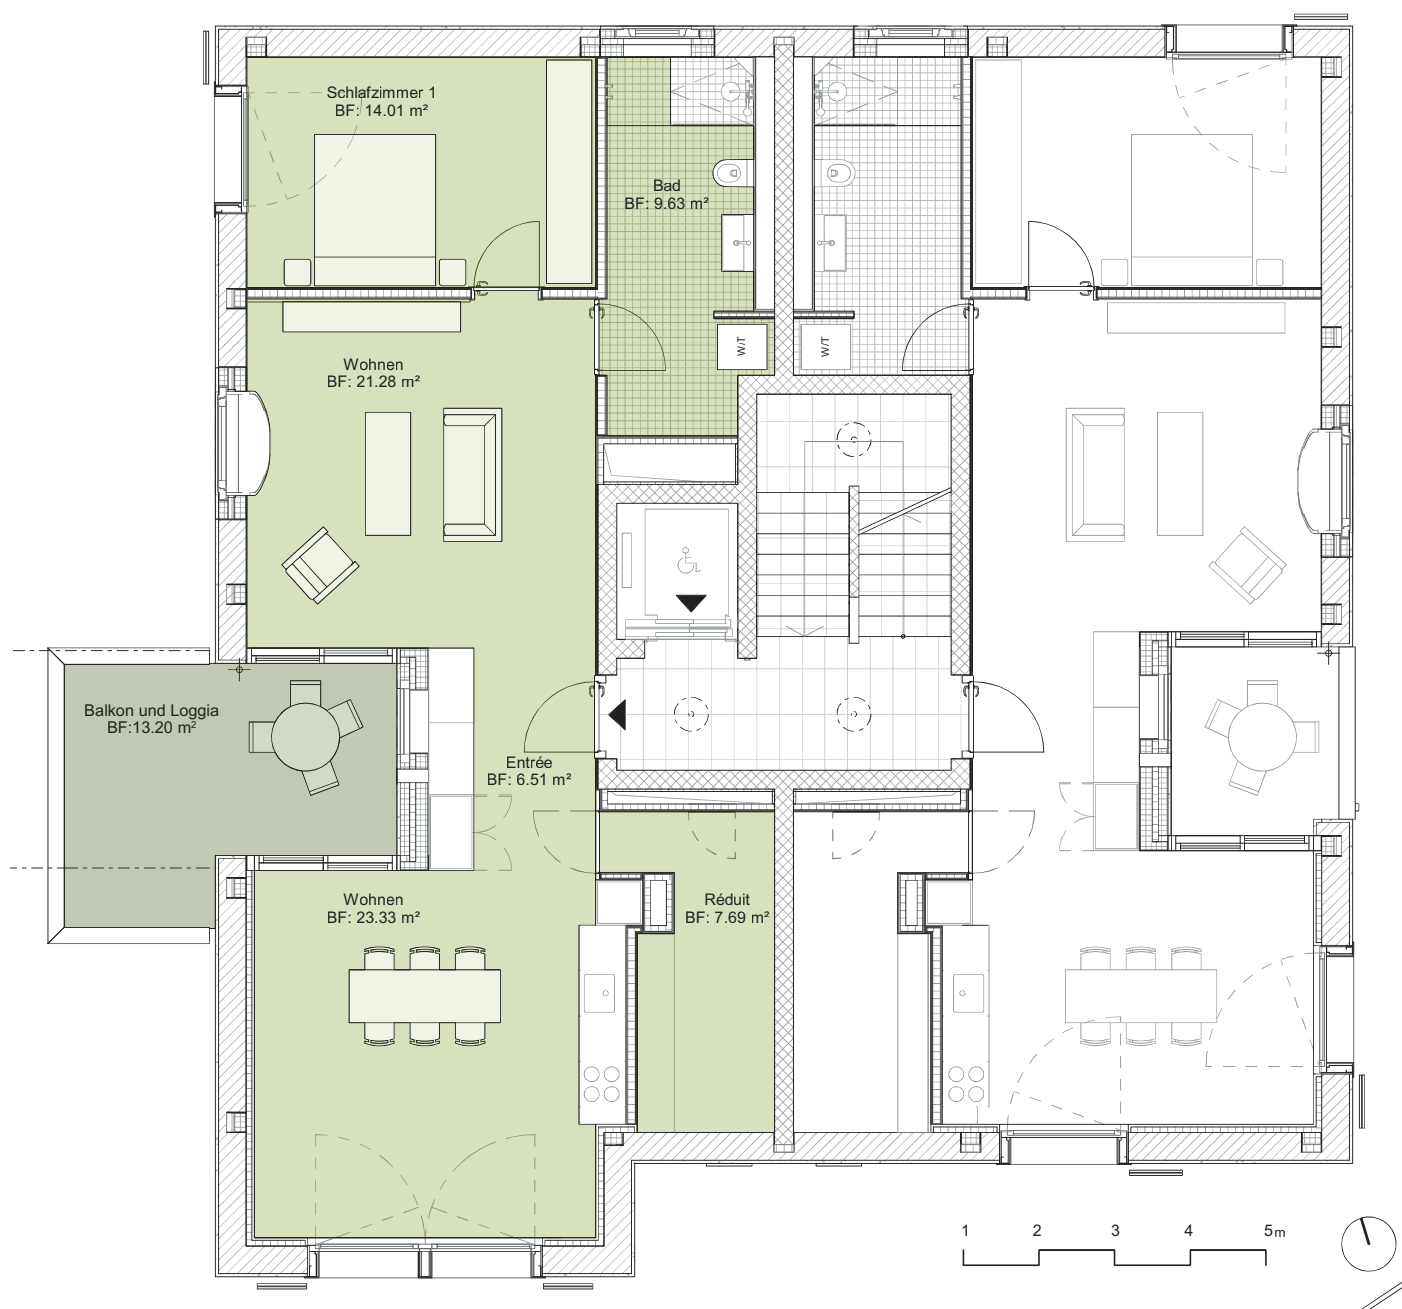 Schlafzimmer 1
BF: 14.01 m²
Bad
BF: 9.63 m²
W/T
W/T
Wohnen
BF: 21.28 m²
Balkon und Loggia
BF:13.20 m²
Entrée
BF: 6.51 m²
Wohnen
BF: 23.33 m²
Réduit
BF: 7.69 m²
1 2 3 4 5m